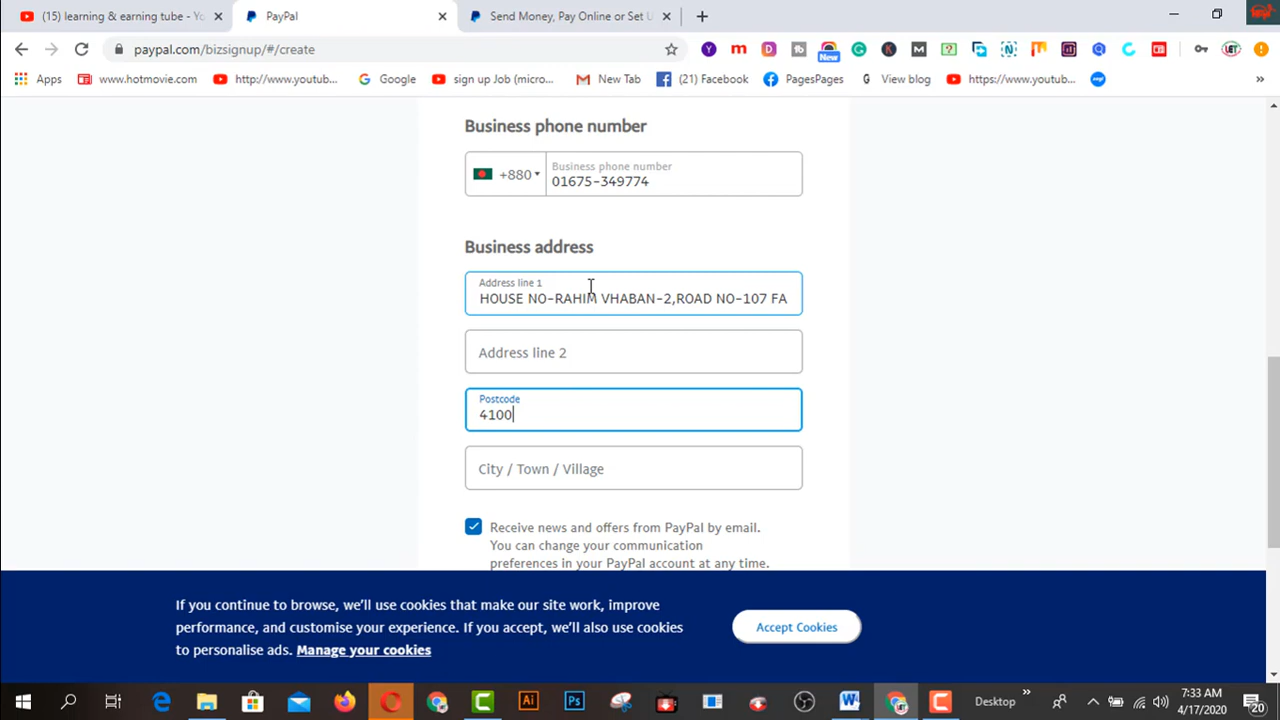 (15) learning & earning tube - Yo
PayPal
Send Money, Pay Online or Set U
paypal.com/bizsignup/#/create
New
Apps
www.hotmovie.com
http://www.youtub...
Google
sign up Job (micro...
New Tab
(21) Facebook
PagesPages
View blog
https://www.youtub...
»
Business phone number
+880
Business phone number
01675-349774
Business address
Address line 1
HOUSE NO-RAHIM VHABAN-2,ROAD NO-107 FA
Address line 2
Postcode
4100
City / Town / Village
Receive news and offers from PayPal by email.
You can change your communication
preferences in your PayPal account at any time.
If you continue to browse, we'll use cookies that make our site work, improve
performance, and customise your experience. If you accept, we'll also use cookies
to personalise ads. Manage your cookies
Accept Cookies
Desktop
»
7:33 AM
4/17/2020
20